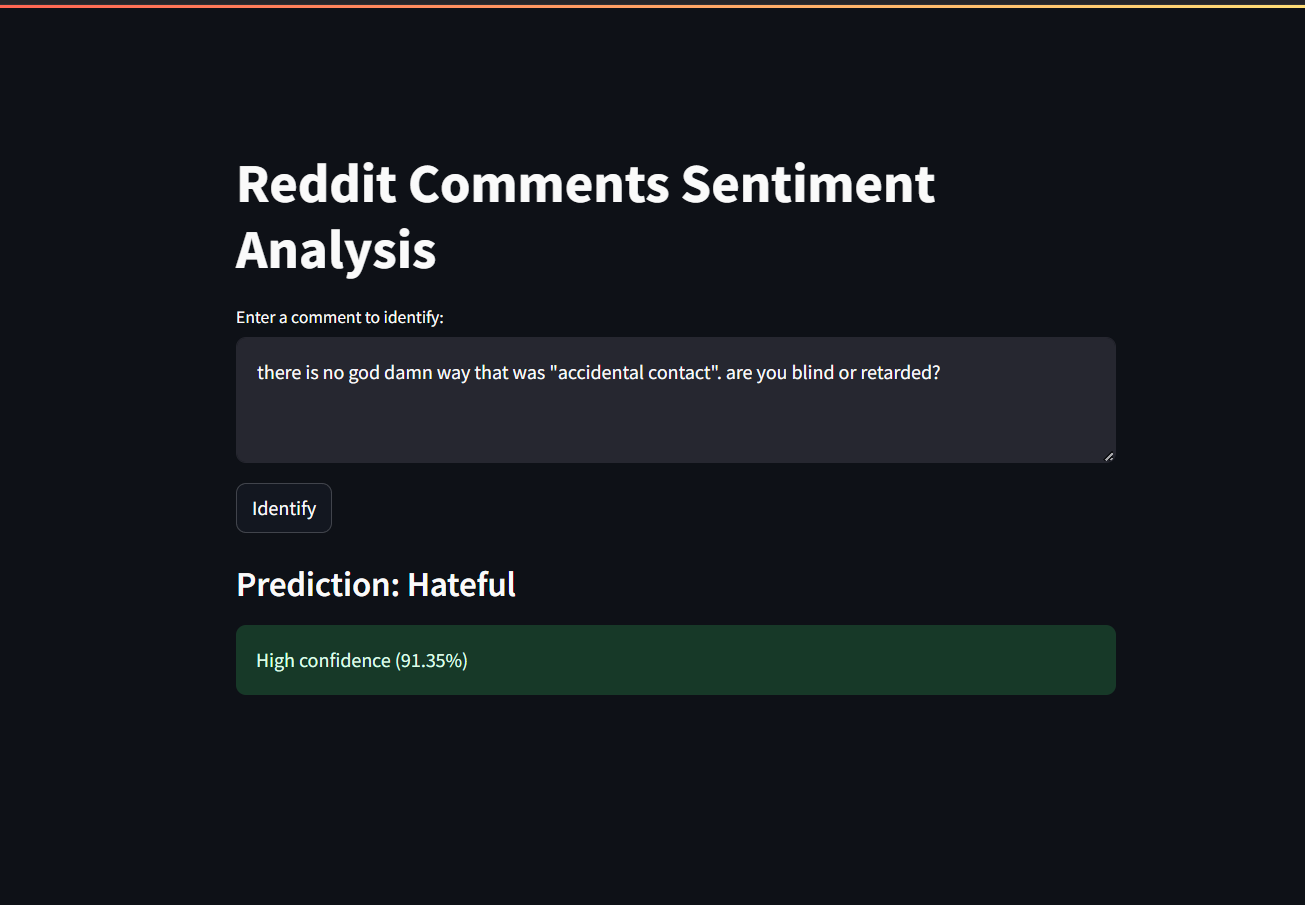 Reddit Comments Sentiment
Analysis
Enter a comment to identify:
there is no god damn way that was "accidental contact". are you blind or retarded?
Identify
Prediction: Hateful
High confidence (91.35%)